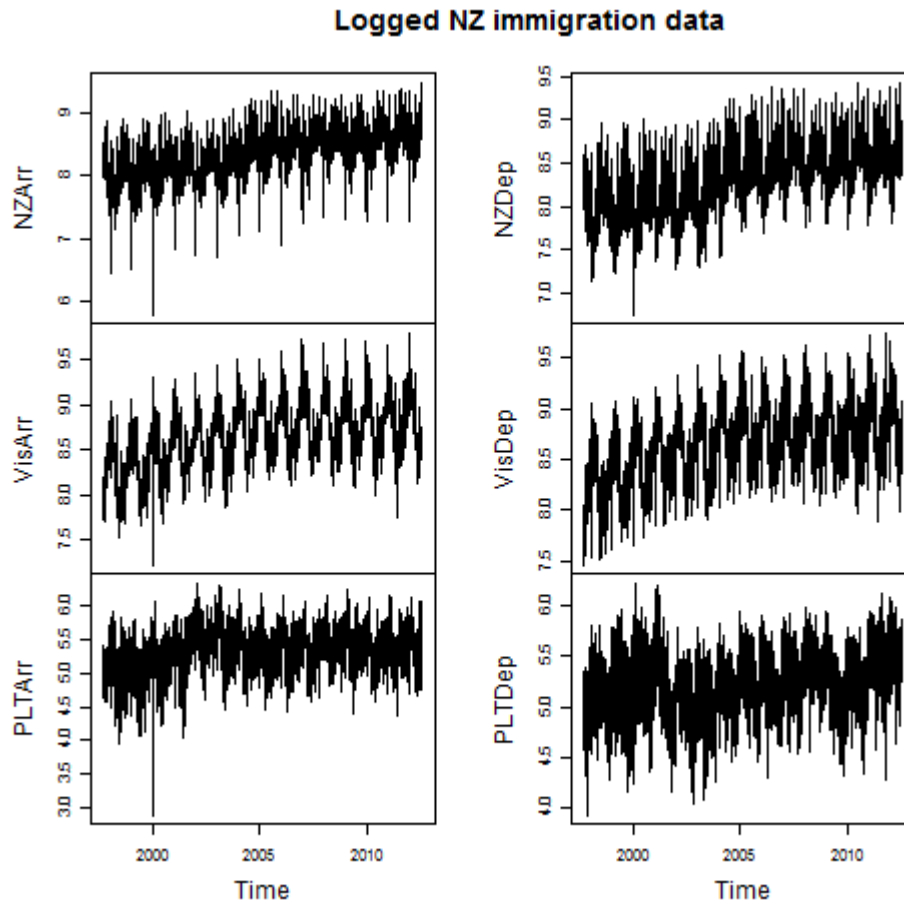 Logged NZ immigration data
NZArr
6 7 8 9
VisArr
7.5 8.0 8.5 9.0 9.5
PLTArr
3.0 3.5 4.0 4.5 5.0 5.5 6.0
2000 2005 2010
Time
NZDep
7.0 7.5 8.0 8.5 9.0 9.5
VisDep
7.5 8.0 8.5 9.0 9.5
PLTDep
4.0 4.5 5.0 5.5 6.0
2000 2005 2010
Time